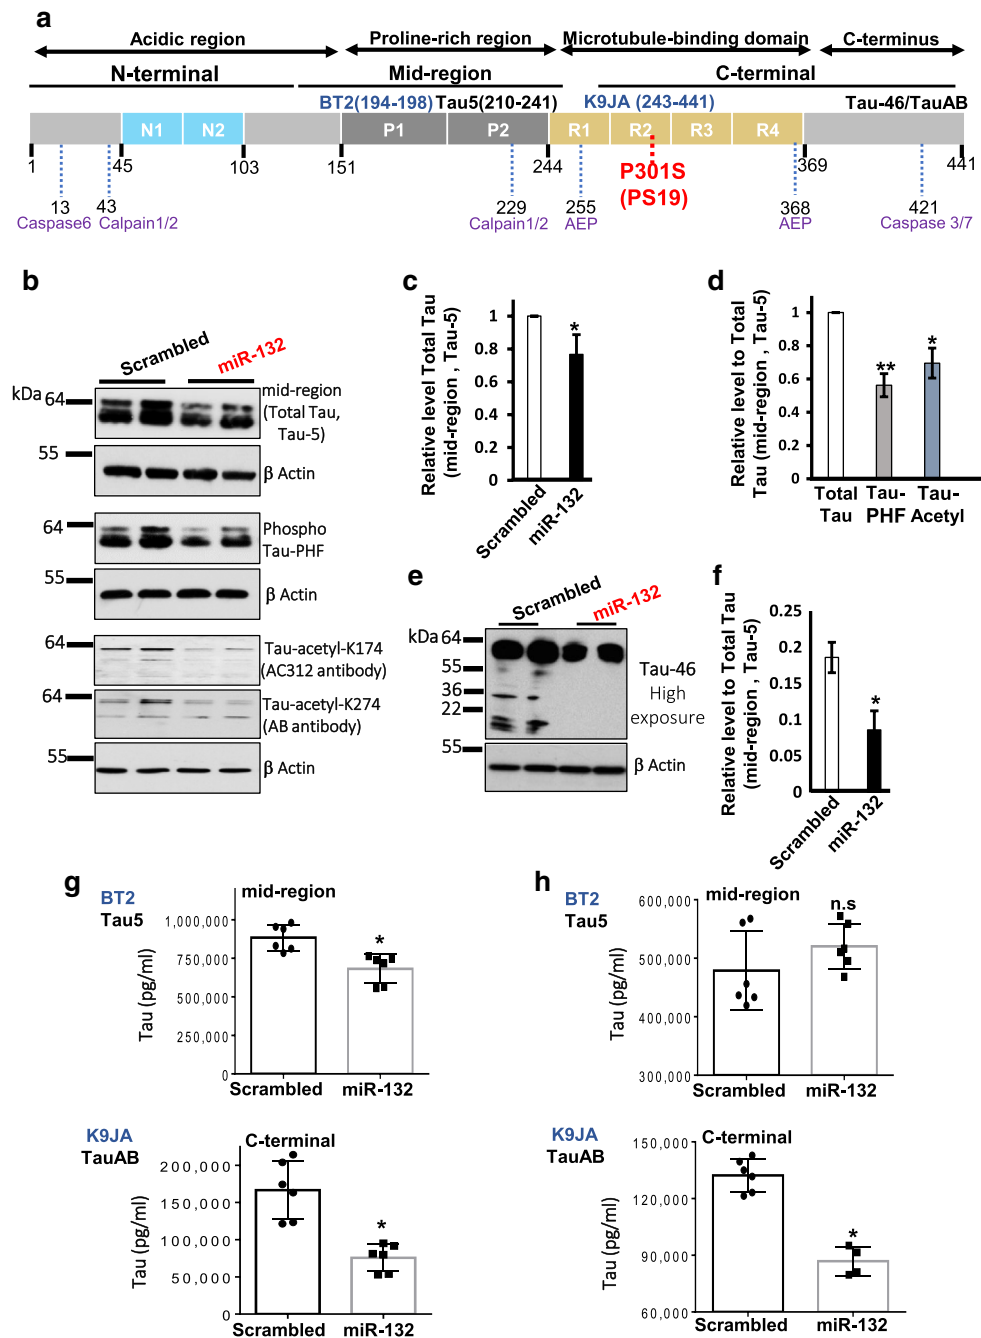 a
Acidic region
Proline-rich region
Microtubule-binding domain
C-terminus
N-terminal
Mid-region
C-terminal
BT2(194-198) Tau5(210-241)
K9JA (243-441)
Tau-46/TauAB
N1 N2 P1 P2 R1 R2 R3 R4
1 45 103 151 244 369 441
P301S
(PS19)
13 43 229 255 368 421
Caspase6 Calpain1/2 Calpain1/2 AEP AEP Caspase 3/7
b
Scrambled
miR-132
kDa
64
mid-region
(Total Tau,
Tau-5)
55
β Actin
64
Phospho
Tau-PHF
55
β Actin
64
Tau-acetyl-K174
(AC312 antibody)
64
Tau-acetyl-K274
(AB antibody)
55
β Actin
c
Relative level Total Tau
(mid-region , Tau-5)
1
0.8
0.6
0.4
0.2
0
*
Scrambled
miR-132
d
Relative level to Total
Tau (mid-region , Tau-5)
1
0.8
0.6
0.4
0.2
0
**
*
Total
Tau
Tau-
PHF
Tau-
Acetyl
e
Scrambled
miR-132
kDa
64
55
36
22
Tau-46
High
exposure
55
β Actin
f
Relative level to Total Tau
(mid-region , Tau-5)
0.25
0.2
0.15
0.1
0.05
0
*
Scrambled
miR-132
g
BT2
Tau5
mid-region
Tau (pg/ml)
1,000,000
750,000
500,000
250,000
0
*
Scrambled miR-132
K9JA
TauAB
C-terminal
Tau (pg/ml)
200,000
150,000
100,000
50,000
0
*
Scrambled miR-132
h
BT2
Tau5
mid-region
Tau (pg/ml)
600,000
500,000
400,000
300,000
n.s
Scrambled miR-132
K9JA
TauAB
C-terminal
Tau (pg/ml)
150,000
120,000
90,000
60,000
*
Scrambled miR-132